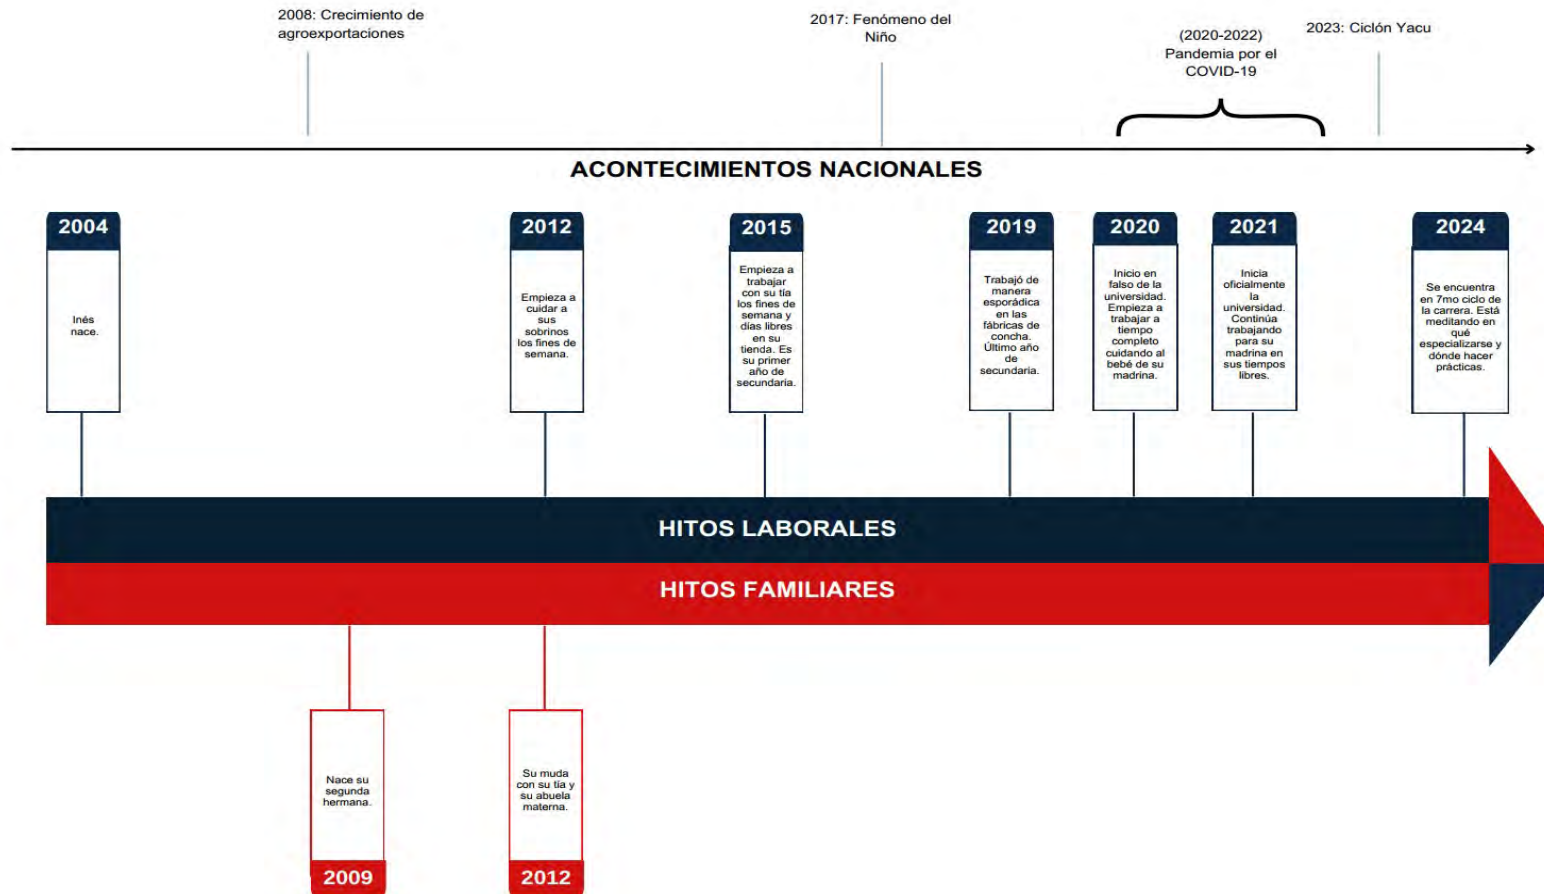 2008: Crecimiento de
agroexportaciones
2017: Fenómeno del
Niño
(2020-2022)
Pandemia por el
COVID-19
2023: Ciclón Yacu
ACONTECIMIENTOS NACIONALES
2004
Inés
nace.
2012
Empieza a
cuidar a
sus
sobrinos
los fines de
semana.
2015
Empieza a
trabajar
con su tía
los fines de
semana y
días libres
en su
tienda. Es
su primer
año de
secundaria.
2019
Trabajó de
manera
esporádica
en las
fábricas de
concha.
Último año
de
secundaria.
2020
Inicio en
falso de la
universidad.
Empieza a
trabajar a
tiempo
completo
cuidando al
bebé de su
madrina.
2021
Inicia
oficialmente
la
universidad.
Continúa
trabajando
para su
madrina en
sus tiempos
libres.
2024
Se encuentra
en 7mo ciclo de
la carrera. Está
meditando en
qué
especializarse y
dónde hacer
prácticas.
HITOS LABORALES
HITOS FAMILIARES
Nace su
segunda
hermana.
2009
Su muda
con su tía y
su abuela
materna.
2012